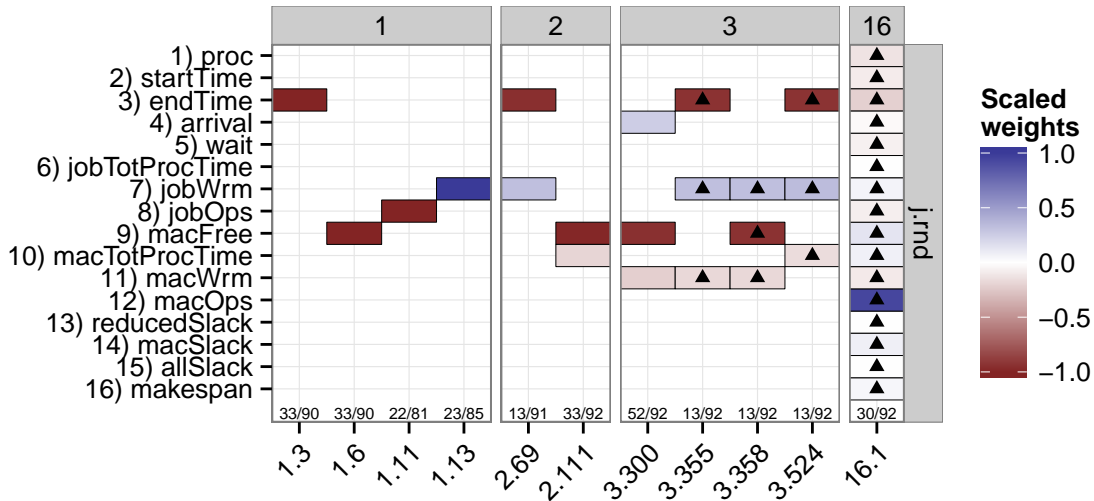 1 2 3 16
1) proc
2) startTime
3) endTime
4) arrival
5) wait
6) jobTotProcTime
7) jobWrm
8) jobOps
9) macFree
10) macTotProcTime
11) macWrm
12) macOps
13) reducedSlack
14) macSlack
15) allSlack
16) makespan
33/90 33/90 22/81 23/85 13/91 33/92 52/92 13/92 13/92 13/92 30/92
1.3 1.6 1.11 1.13 2.69 2.111 3.300 3.355 3.358 3.524 16.1
j.rnd
Scaled
weights
1.0
0.5
0.0
−0.5
−1.0